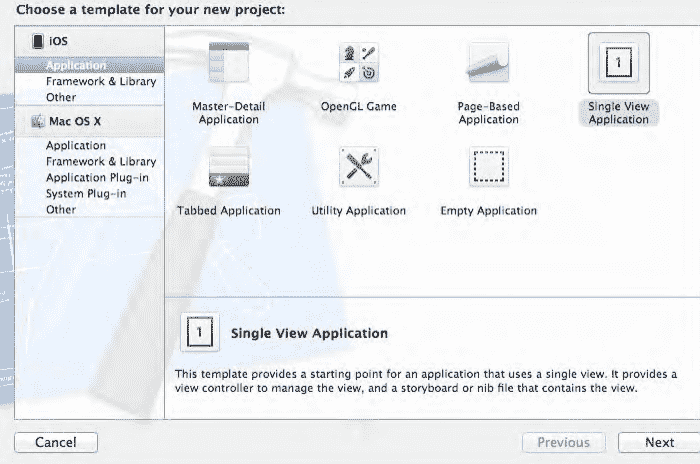 Choose a template for your new project:
iOS
Application
Framework & Library
Other
Mac OS X
Application
Framework & Library
Application Plug-in
System Plug-in
Other
Master-Detail
Application
OpenGL Game
Page-Based
Application
1
Single View
Application
Tabbed Application
Utility Application
Empty Application
1
Single View Application
This template provides a starting point for an application that uses a single view. It provides a
view controller to manage the view, and a storyboard or nib file that contains the view.
Cancel
Previous
Next